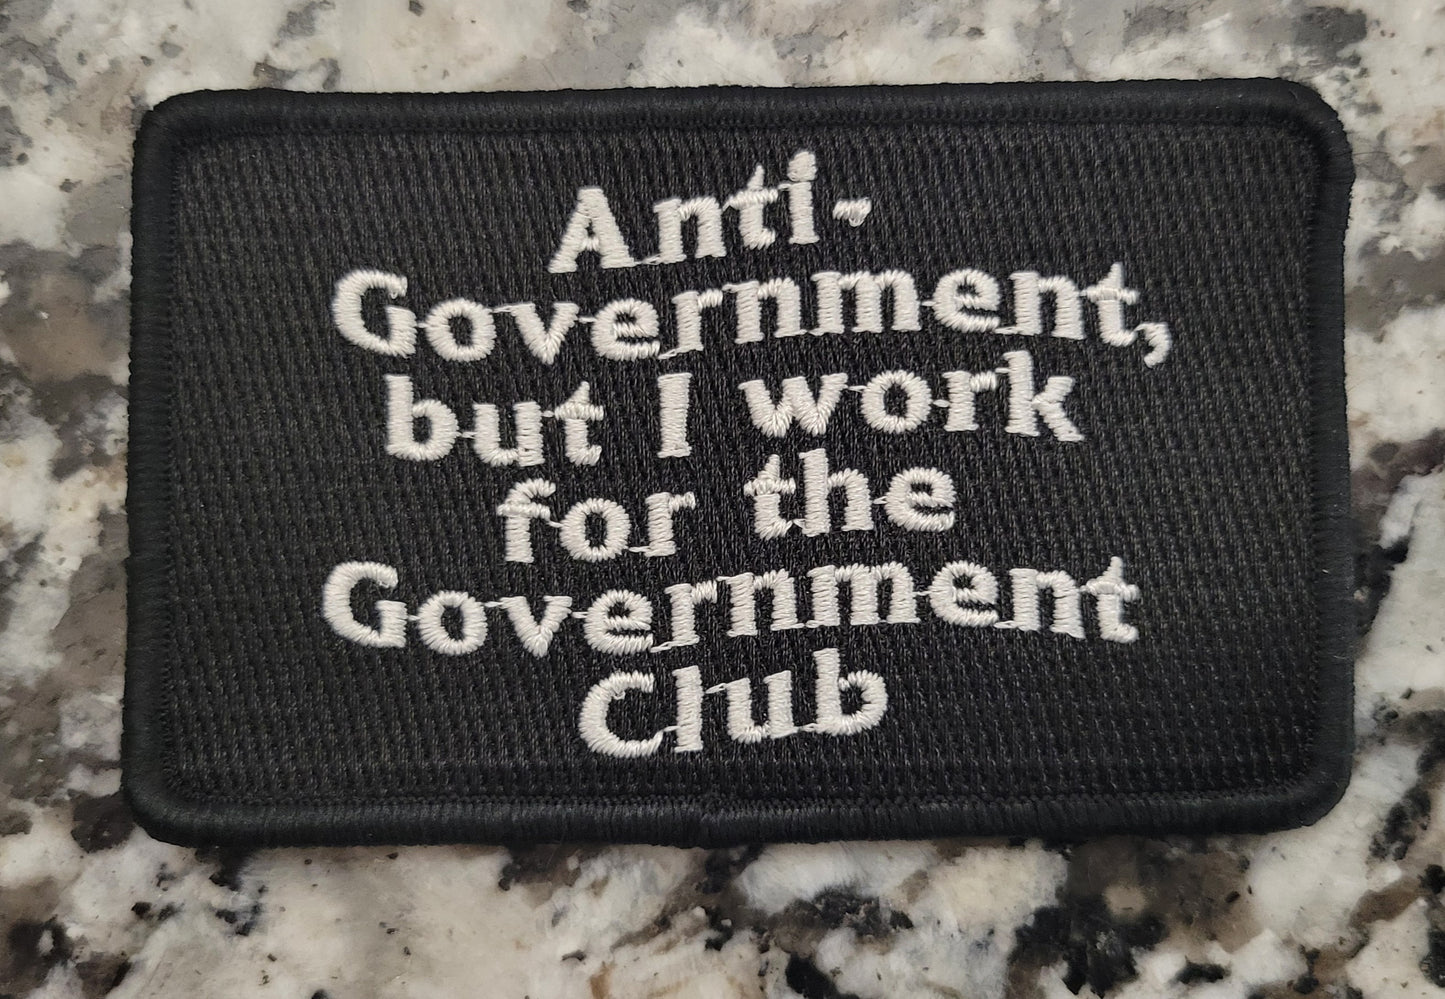 Anti-
Government,
but I work
for the
Government
Club